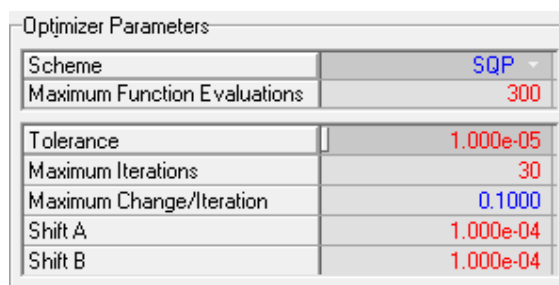 Optimizer Parameters
Scheme SQP
Maximum Function Evaluations 300
Tolerance 1.000e-05
Maximum Iterations 30
Maximum Change/Iteration 0.1000
Shift A 1.000e-04
Shift B 1.000e-04